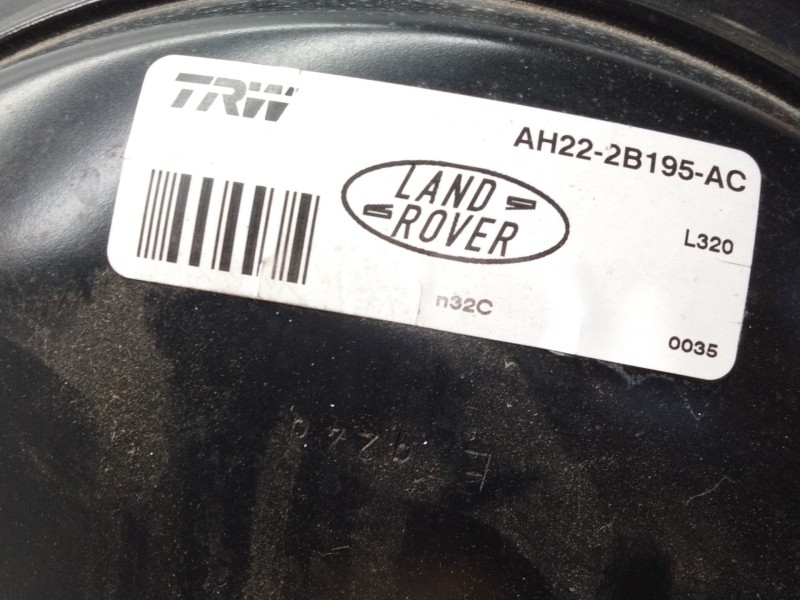 TRW
AH22-2B195-AC
LAND
ROVER
L320
n32C
0035